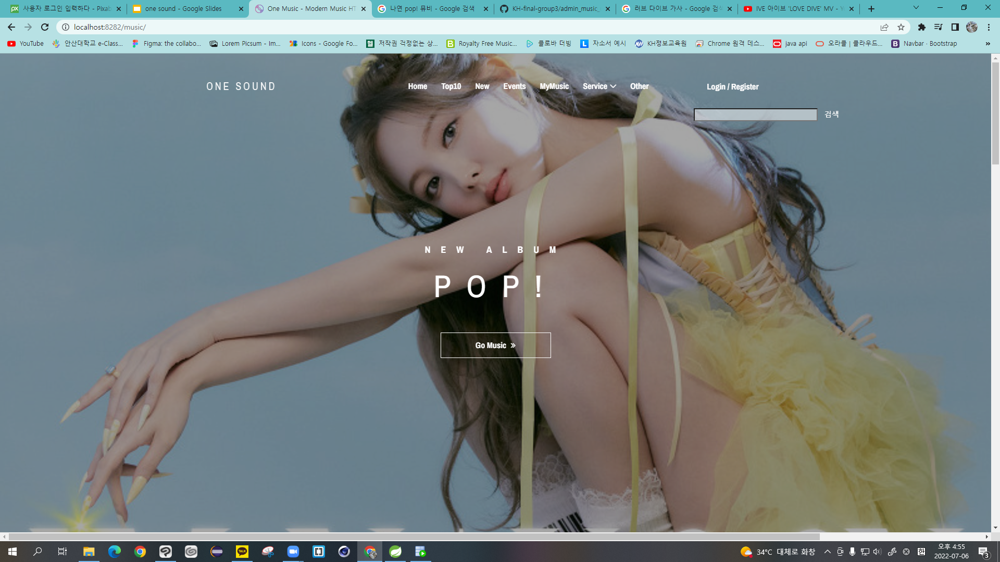 사용자 로그인 입력하다 - Pixab
one sound - Google Slides
One Music - Modern Music HT
나연 pop! 뮤비 - Google 검색
KH-final-group3/admin_music_
러브 다이브 가사 - Google 검색
IVE 아이브 'LOVE DIVE' MV - Y
localhost:8282/music/
YouTube
안산대학교 e-Class...
Figma: the collabo...
Lorem Picsum - Im...
Icons - Google Fo...
저작권 걱정없는 상...
Royalty Free Music...
클로바 더빙
자소서 예시
KH정보교육원
Chrome 원격 데스...
java api
오라클 | 클라우드...
Navbar · Bootstrap
ONE SOUND
Home Top10 New Events MyMusic Service Other
Login / Register
검색
NEW ALBUM
POP!
Go Music
34°C 대체로 화창
오후 4:55
2022-07-06
3